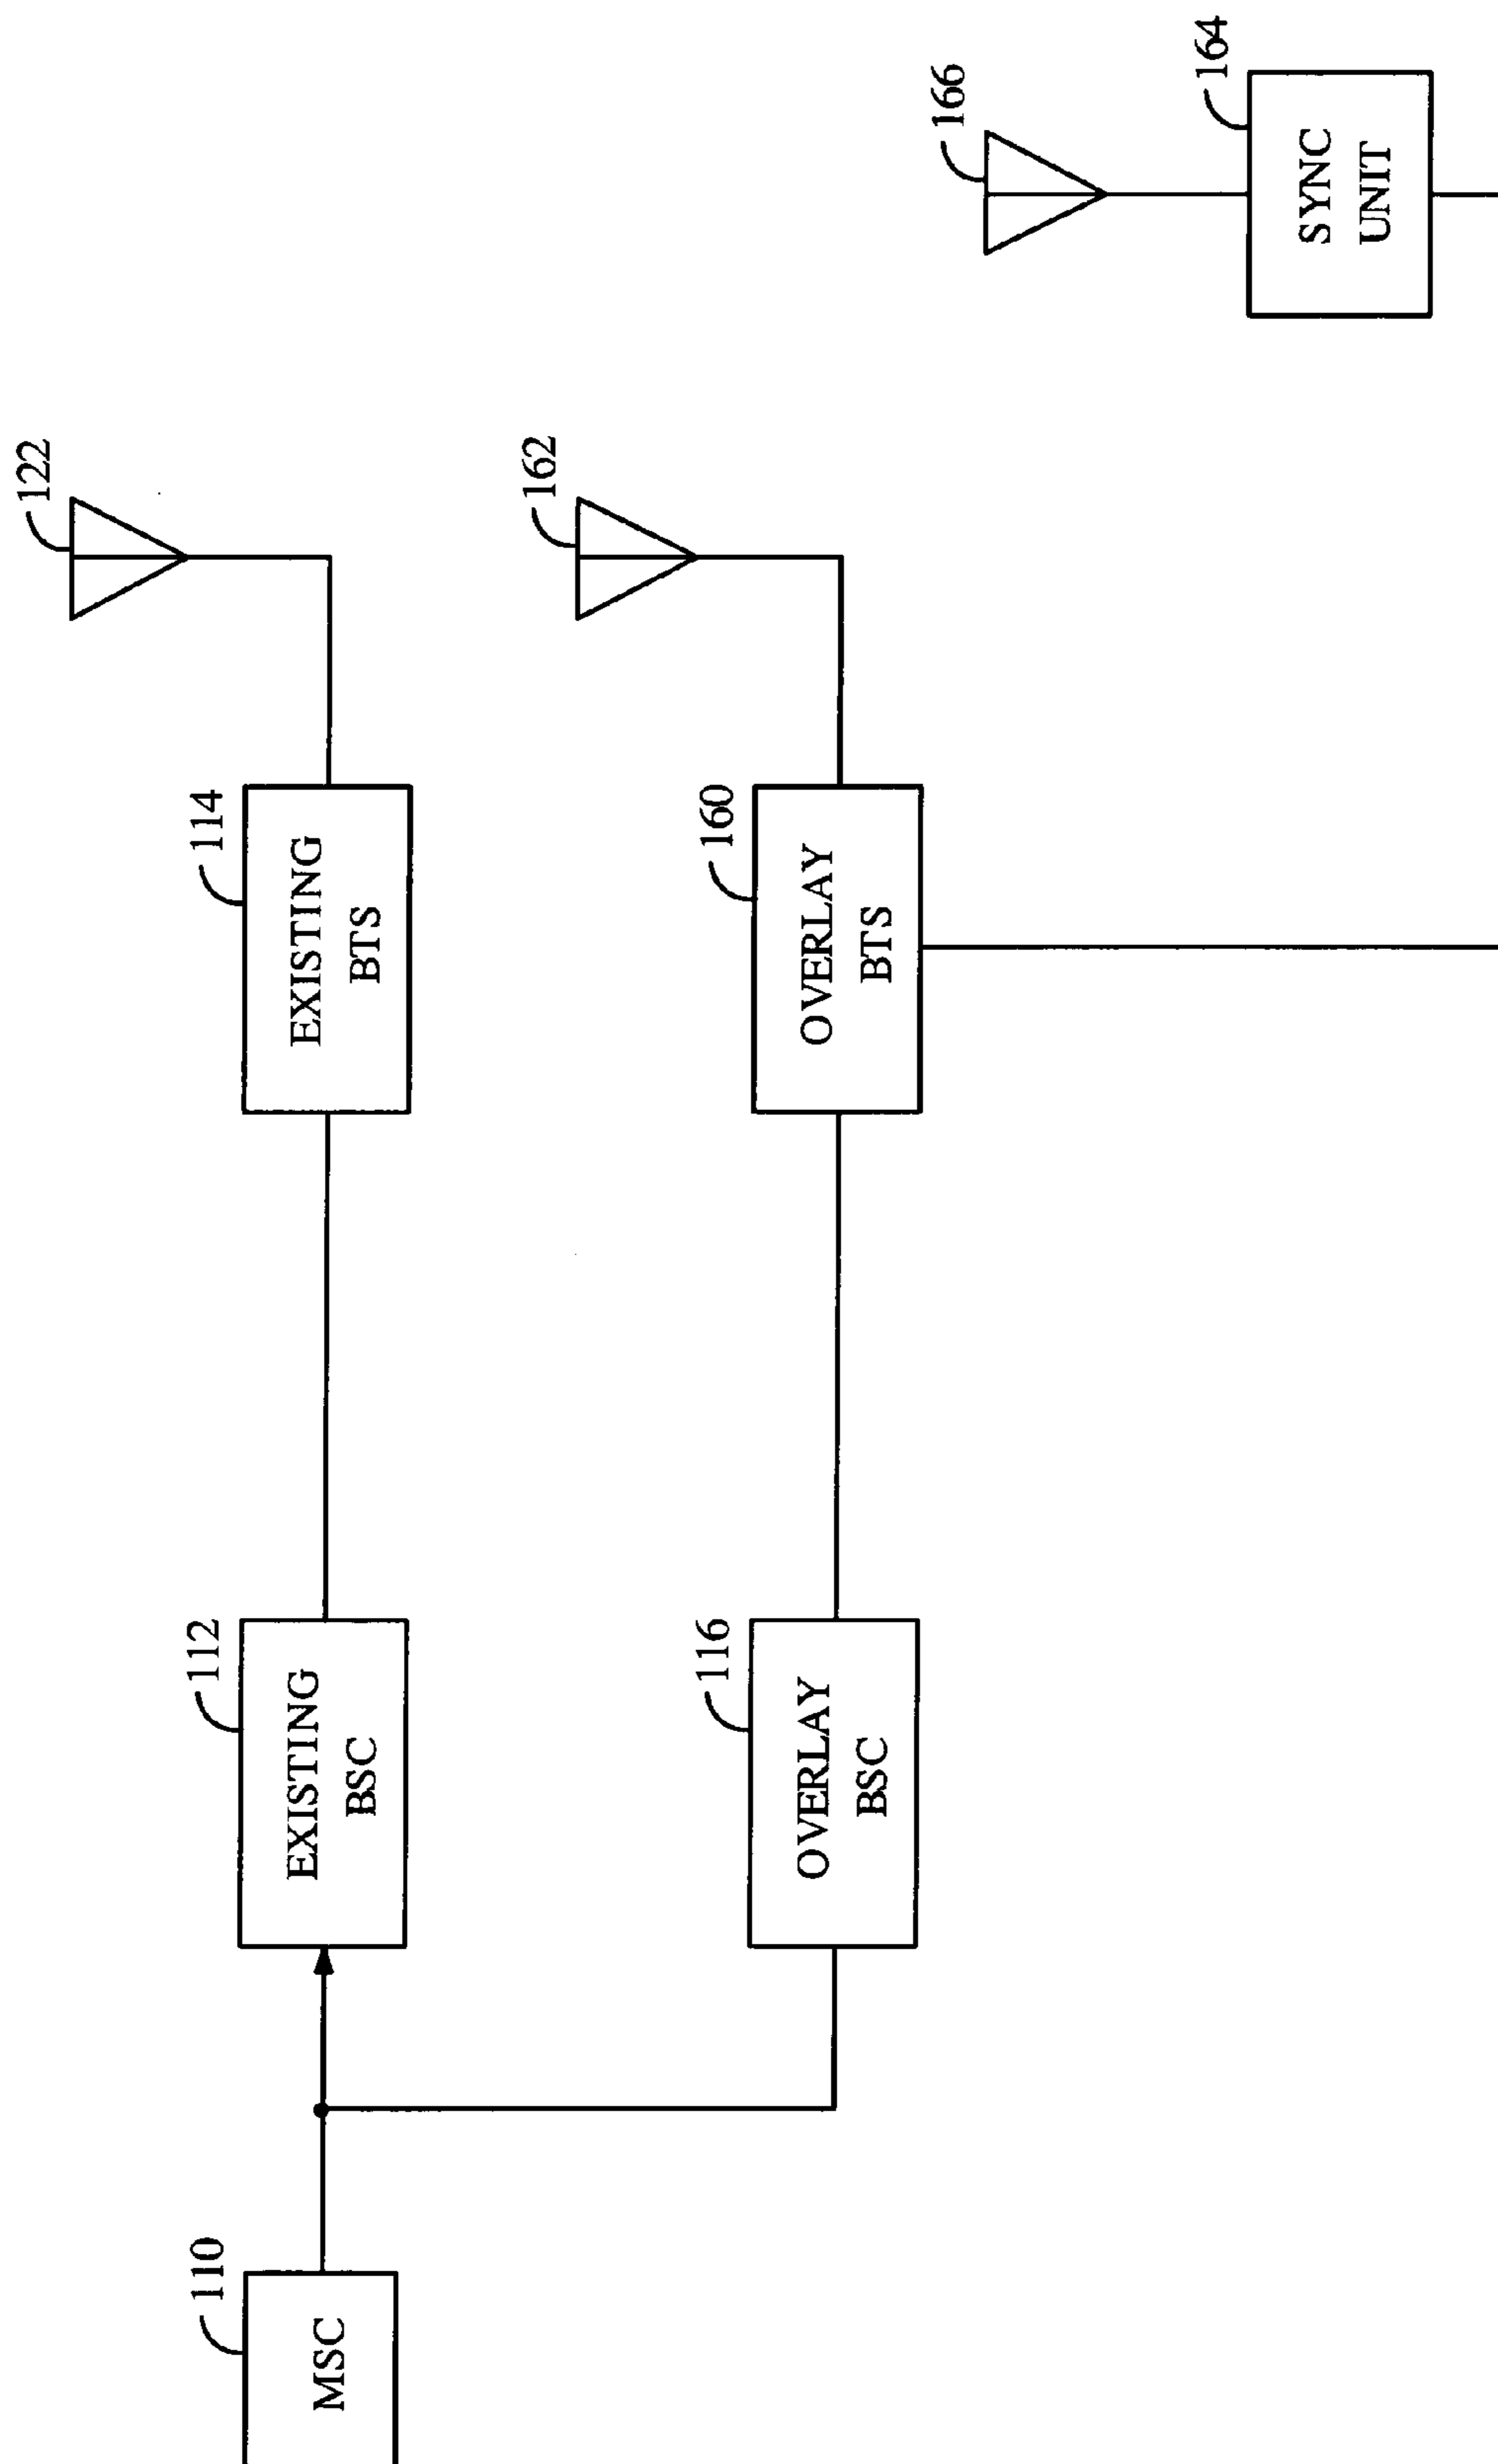 122
114
EXISTING
BTS
112
EXISTING
BSC
110
MSC
162
160
OVERLAY
BTS
116
OVERLAY
BSC
166
164
SYNC
UNIT